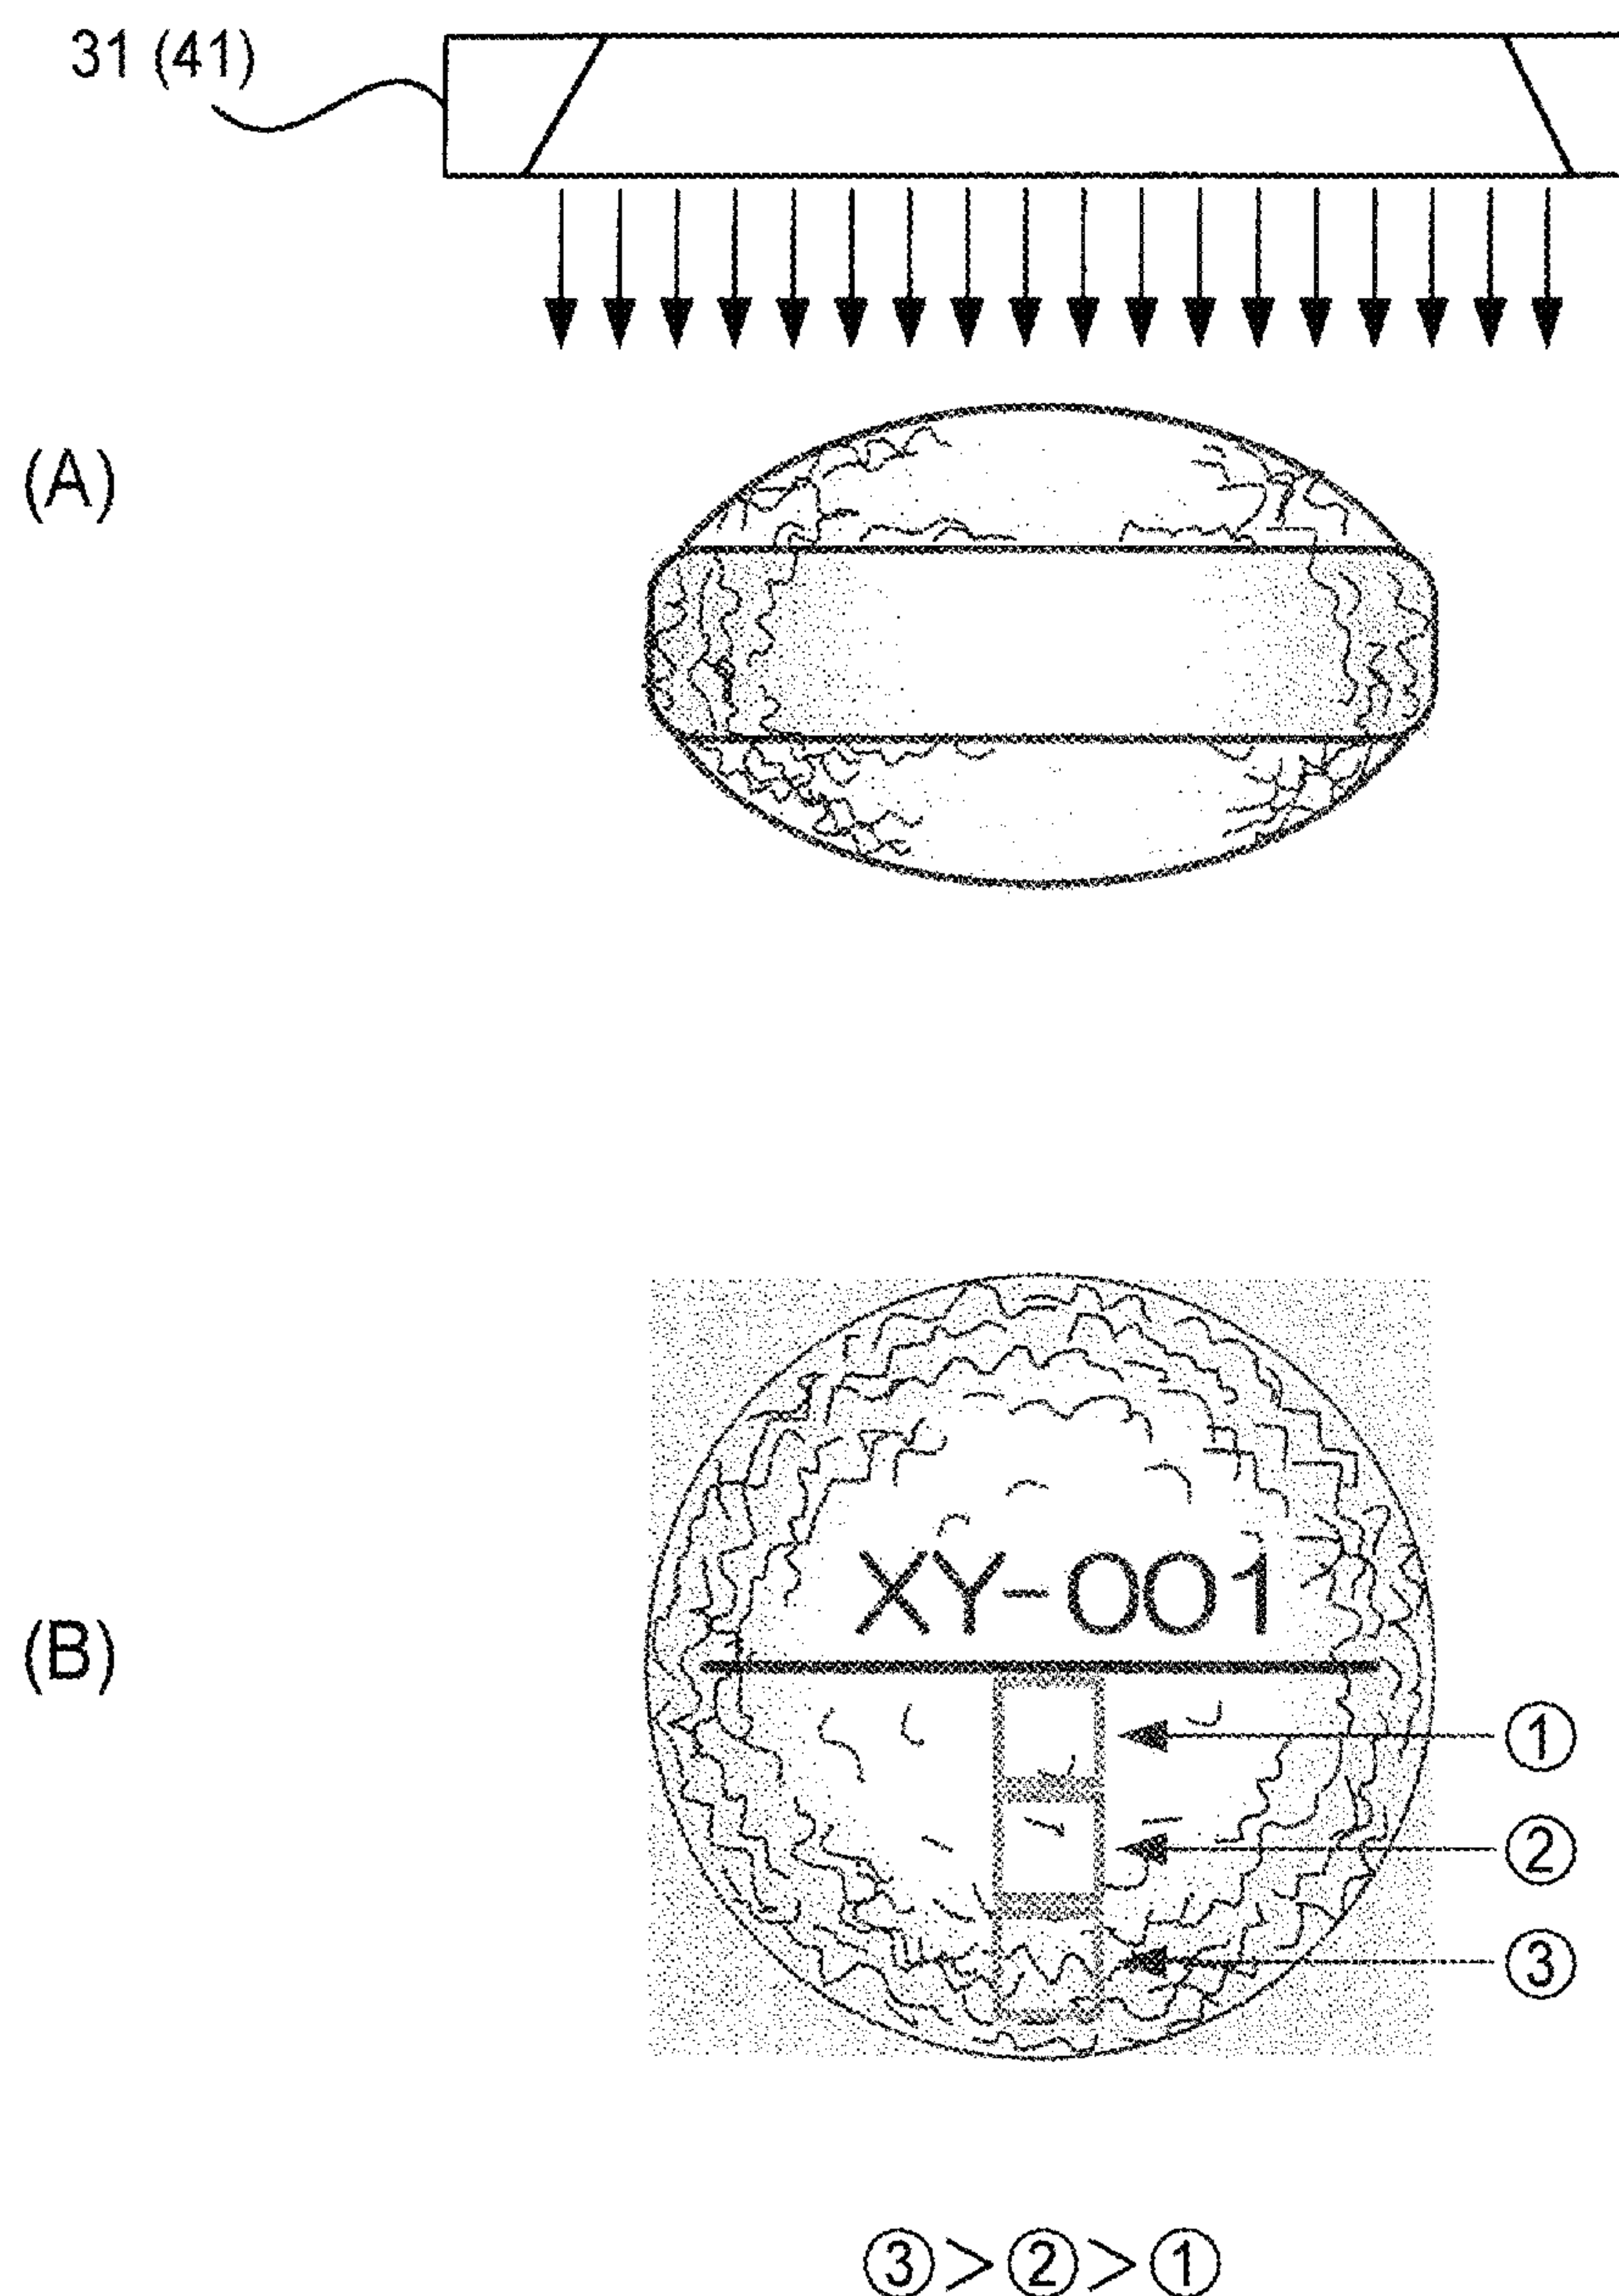 31 (41)
(A)
XY-001
(B)
①
②
③
③>②>①